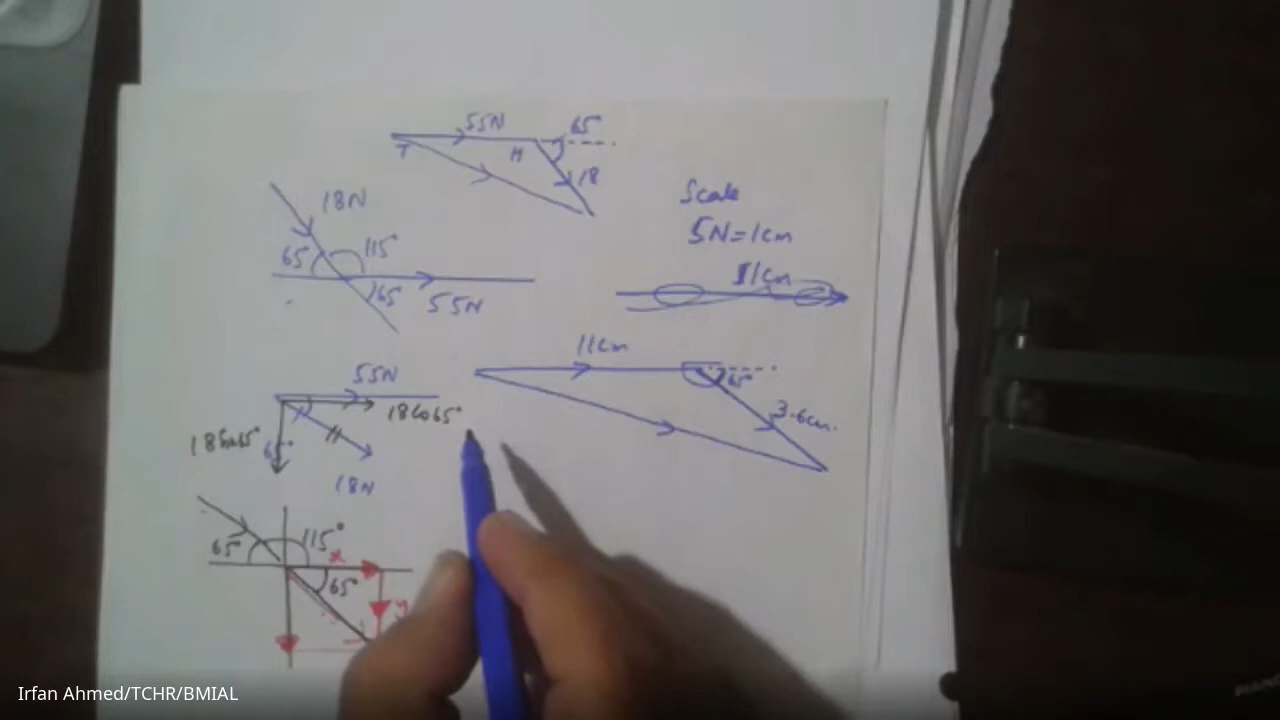 55N
65°
T
H
18
18N
65°
115°
65
55N
Scale
5N=1cm
11cm
55N
18Cos65°
18Sin65°
18N
11cm
65°
3.6cm.
65°
115°
x
65°
y
Irfan Ahmed/TCHR/BMIAL